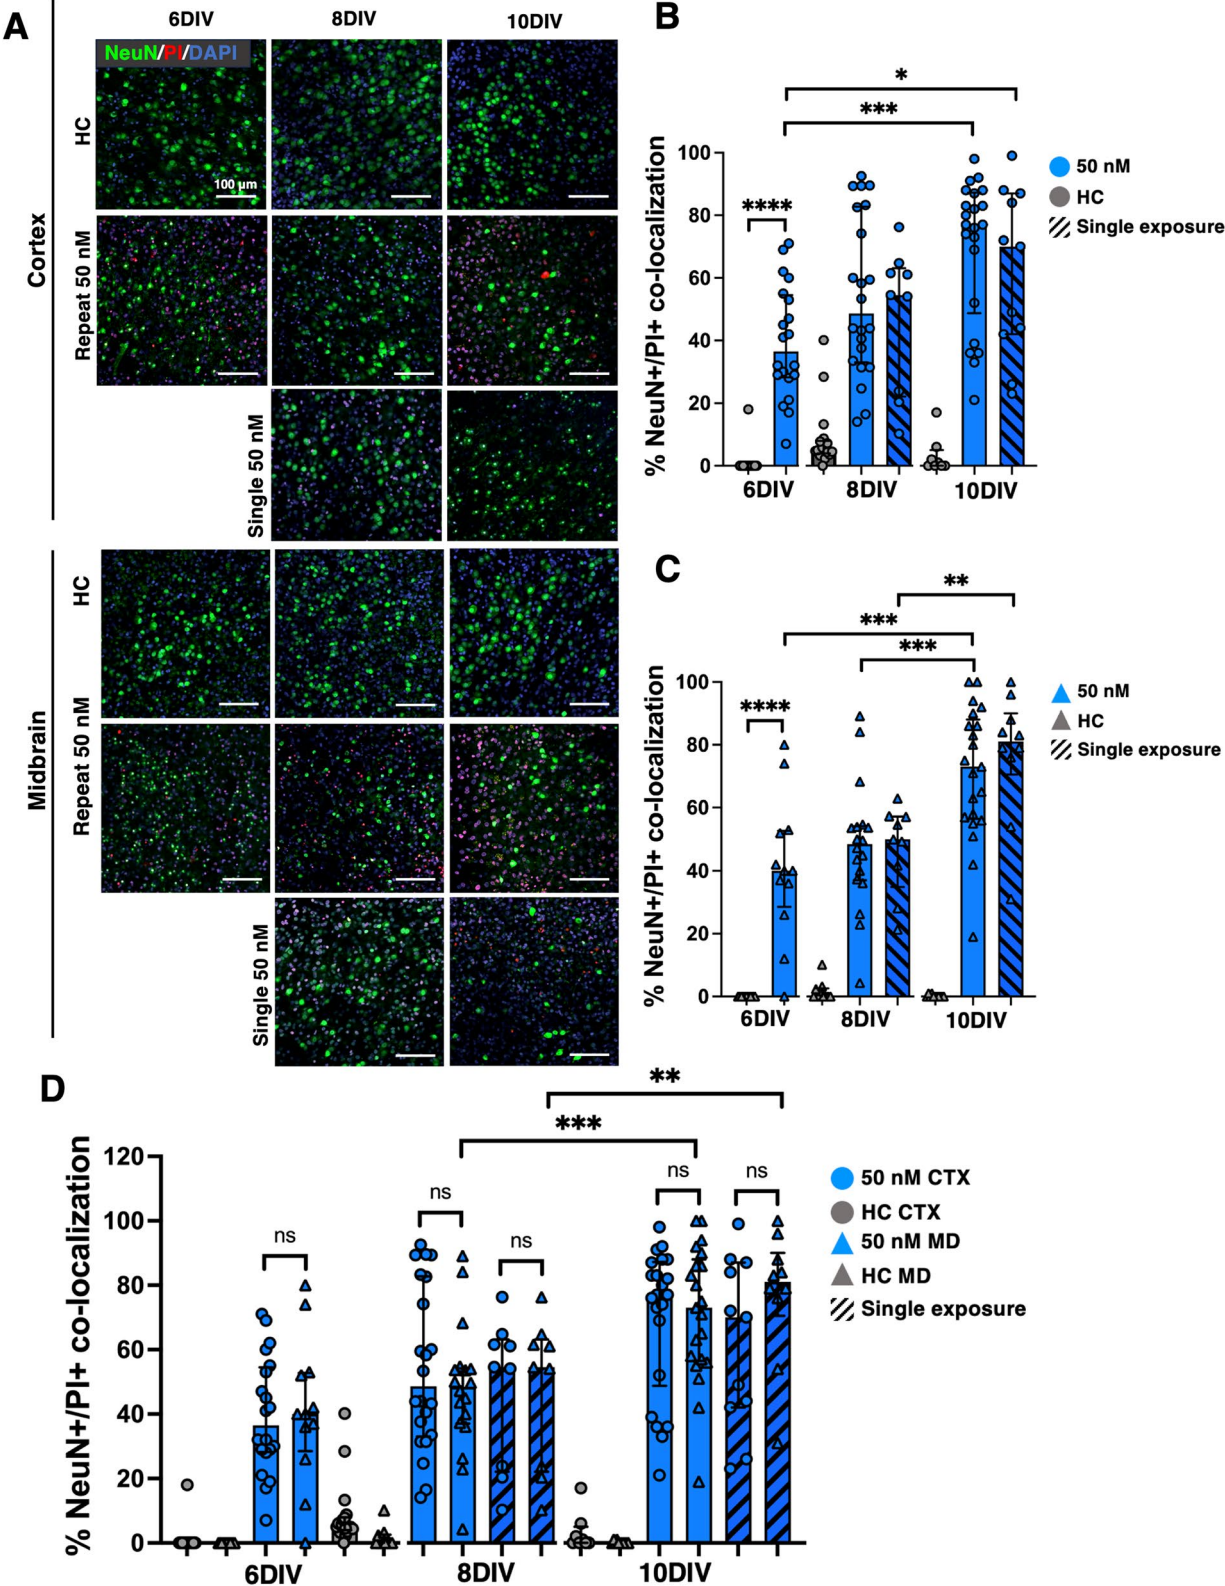 A
6DIV
8DIV
10DIV
NeuN/PI/DAPI
100 µm
Cortex
HC
Repeat 50 nM
Single 50 nM
Midbrain
HC
Repeat 50 nM
Single 50 nM
B
*
***
****
% NeuN+/PI+ co-localization
100
80
60
40
20
0
6DIV
8DIV
10DIV
50 nM
HC
Single exposure
C
**
***
***
****
% NeuN+/PI+ co-localization
100
80
60
40
20
0
6DIV
8DIV
10DIV
50 nM
HC
Single exposure
D
**
***
ns
ns
ns
ns
ns
% NeuN+/PI+ co-localization
120
100
80
60
40
20
0
6DIV
8DIV
10DIV
50 nM CTX
HC CTX
50 nM MD
HC MD
Single exposure